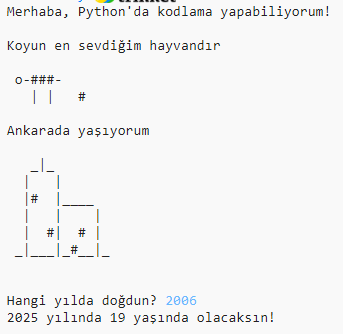 Merhaba, Python'da kodlama yapabiliyorum!
Koyun en sevdiğim hayvandır
o-###-
| |   #
Ankarada yaşıyorum
_|_
|   |
|#  |____
|   |    |
|  #|  # |
_|___|_#__|_
Hangi yılda doğdun? 2006
2025 yılında 19 yaşında olacaksın!